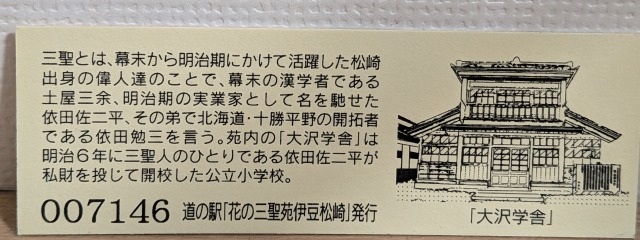 三聖とは、幕末から明治期にかけて活躍した松崎
出身の偉人達のことで、幕末の漢学者である
土屋三余、明治期の実業家として名を馳せた
依田佐二平、その弟で北海道・十勝平野の開拓者
である依田勉三を言う。苑内の「大沢学舎」は
明治6年に三聖人のひとりである依田佐二平が
私財を投じて開校した公立小学校。
007146 道の駅「花の三聖苑伊豆松崎」発行
「大沢学舎」